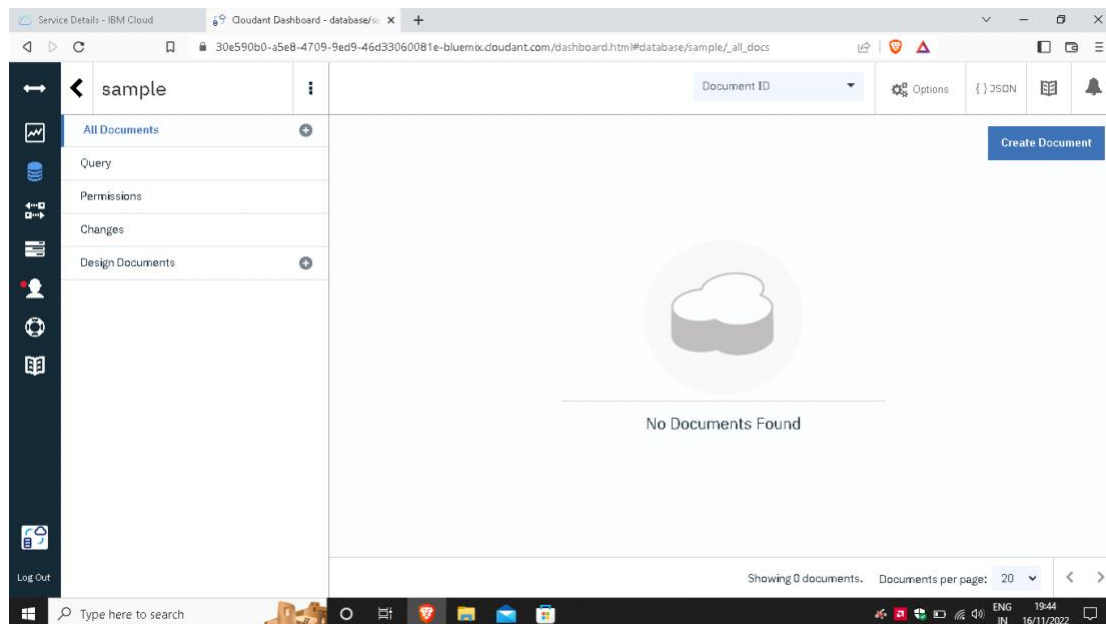 Service Details - IBM Cloud
Cloudant Dashboard - database/sa
30e590b0-a5e8-4709-9ed9-46d33060081e-bluemix.cloudant.com/dashboard.html#database/sample/_all_docs
sample
Document ID
Options
{ } JSON
All Documents
Create Document
Query
Permissions
Changes
Design Documents
No Documents Found
Showing 0 documents.
Documents per page: 20
Log Out
Type here to search
ENG
IN
19:44
16/11/2022